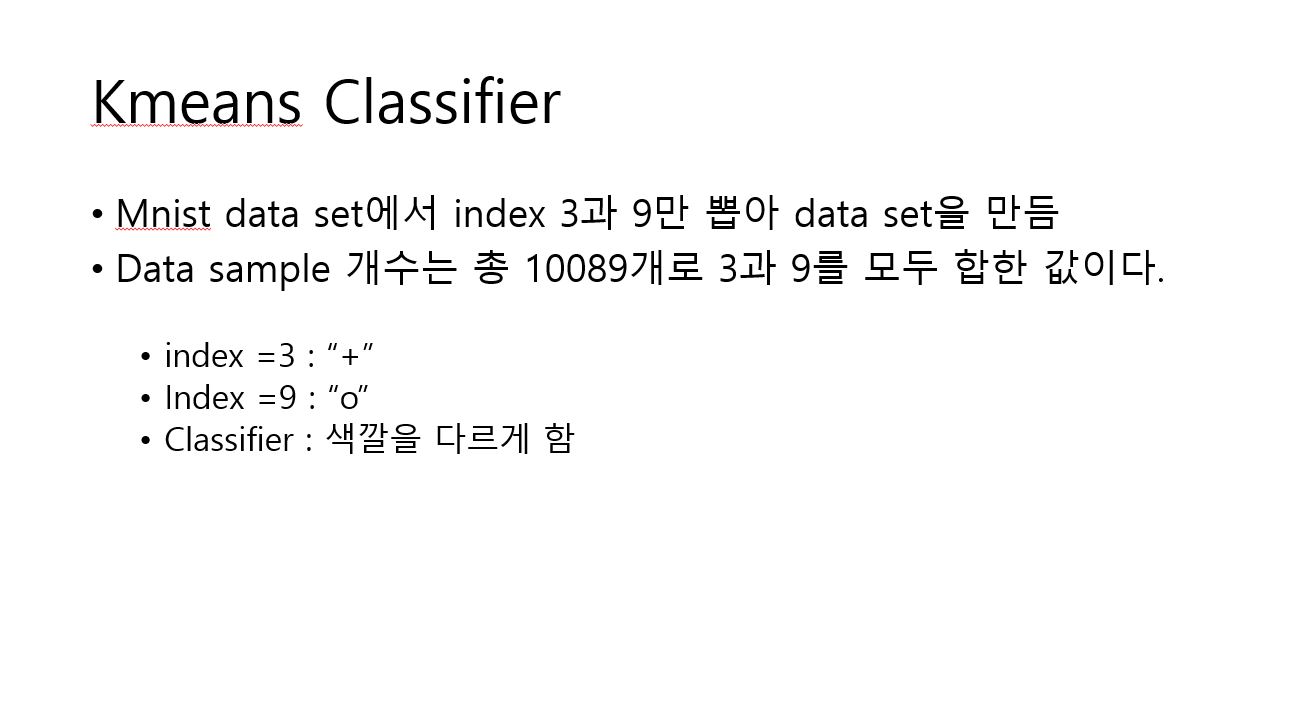 Kmeans Classifier
• Mnist data set에서 index 3과 9만 뽑아 data set을 만듬
• Data sample 개수는 총 10089개로 3과 9를 모두 합한 값이다.
• index =3 : “+”
• Index =9 : “o”
• Classifier : 색깔을 다르게 함